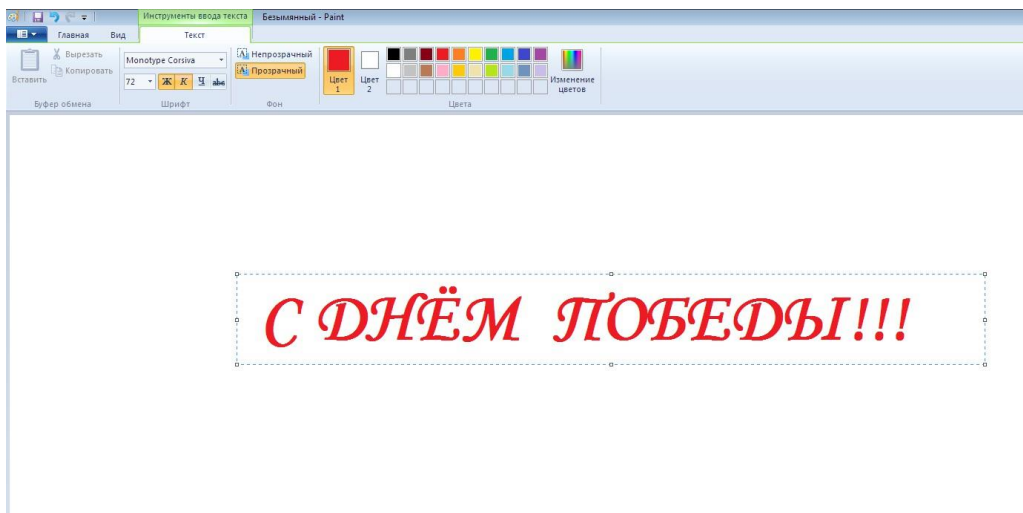 Инструменты ввода текста Безымянный - Paint
Главная Вид Текст
Вставить
Вырезать
Копировать
Буфер обмена
Monotype Corsiva
72 Ж К Ч abc
Шрифт
Непрозрачный
Прозрачный
Фон
Цвет 1
Цвет 2
Изменение цветов
Цвета
С ДНЁМ ПОБЕДЫ!!!